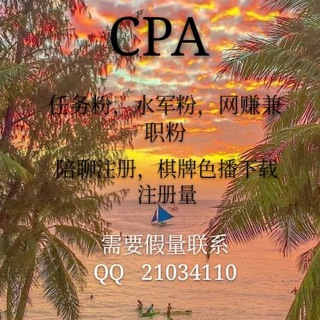 CPA
任务粉，水军粉，网赚兼
职粉
陪聊注册，棋牌色播下载
注册量
需要假量联系
QQ 21034110